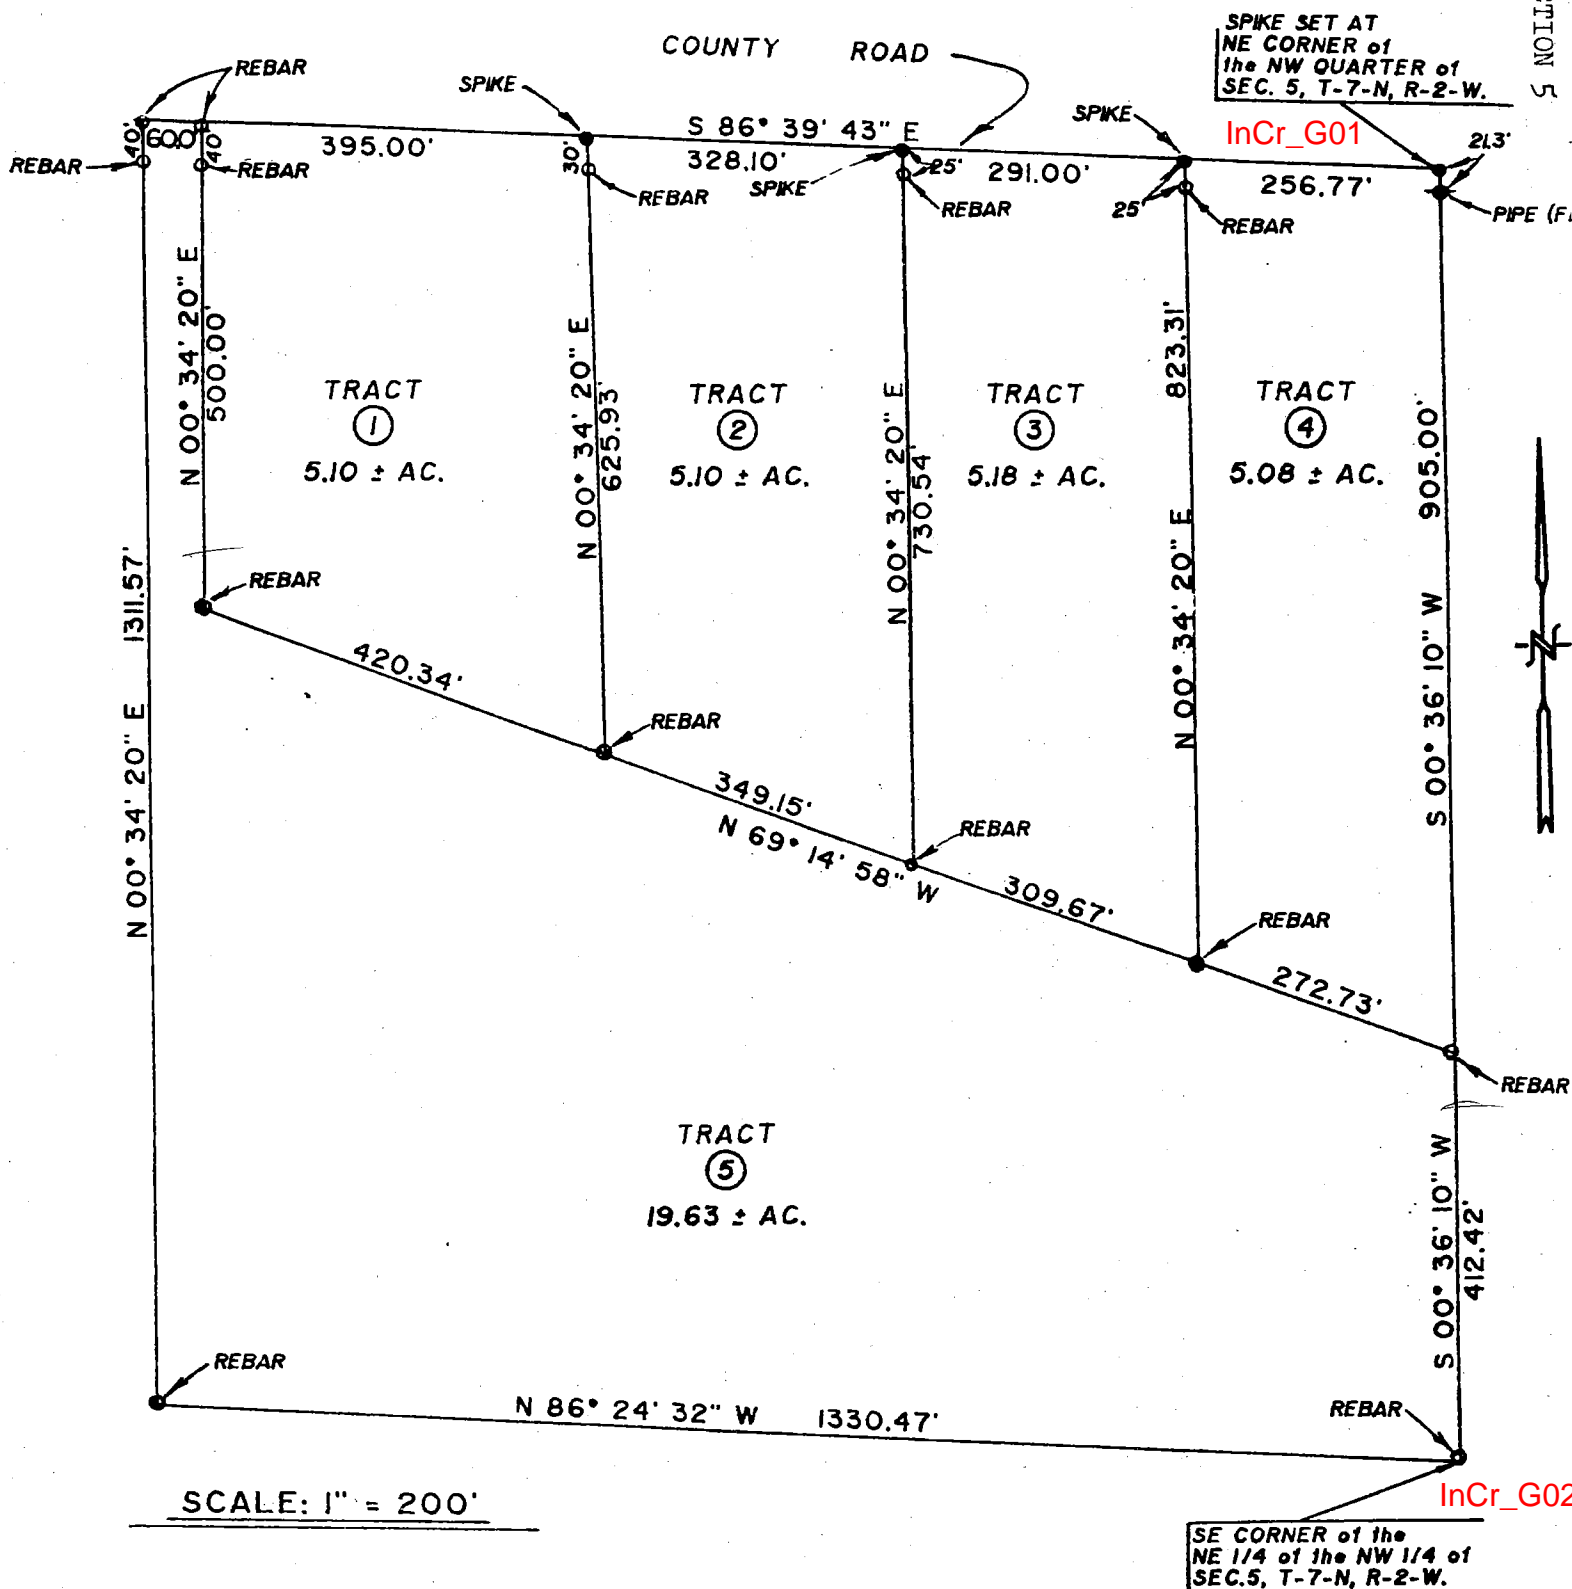 SPIKE SET AT
NE CORNER of
the NW QUARTER of
SEC. 5, T-7-N, R-2-W.
5
COUNTY ROAD
REBAR
SPIKE
SPIKE
InCr_G01
21.3'
40'
60.0'
40'
395.00'
30'
S 86° 39' 43" E
328.10'
25'
291.00'
256.77'
REBAR
REBAR
REBAR
SPIKE
REBAR
25'
REBAR
PIPE
N 00° 34' 20" E
500.00'
N 00° 34' 20" E
625.93'
N 00° 34' 20" E
730.54'
823.31'
N 00° 34' 20" E
905.00'
S 00° 36' 10" W
TRACT
1
5.10 ± AC.
TRACT
2
5.10 ± AC.
TRACT
3
5.18 ± AC.
TRACT
4
5.08 ± AC.
N 00° 34' 20" E 1311.57'
REBAR
420.34'
REBAR
349.15'
N 69° 14' 58" W
REBAR
309.67'
REBAR
272.73'
REBAR
TRACT
5
19.63 ± AC.
S 00° 36' 10" W
412.42'
REBAR
N 86° 24' 32" W 1330.47'
REBAR
SCALE: 1" = 200'
InCr_G02
SE CORNER of the
NE 1/4 of the NW 1/4 of
SEC.5, T-7-N, R-2-W.